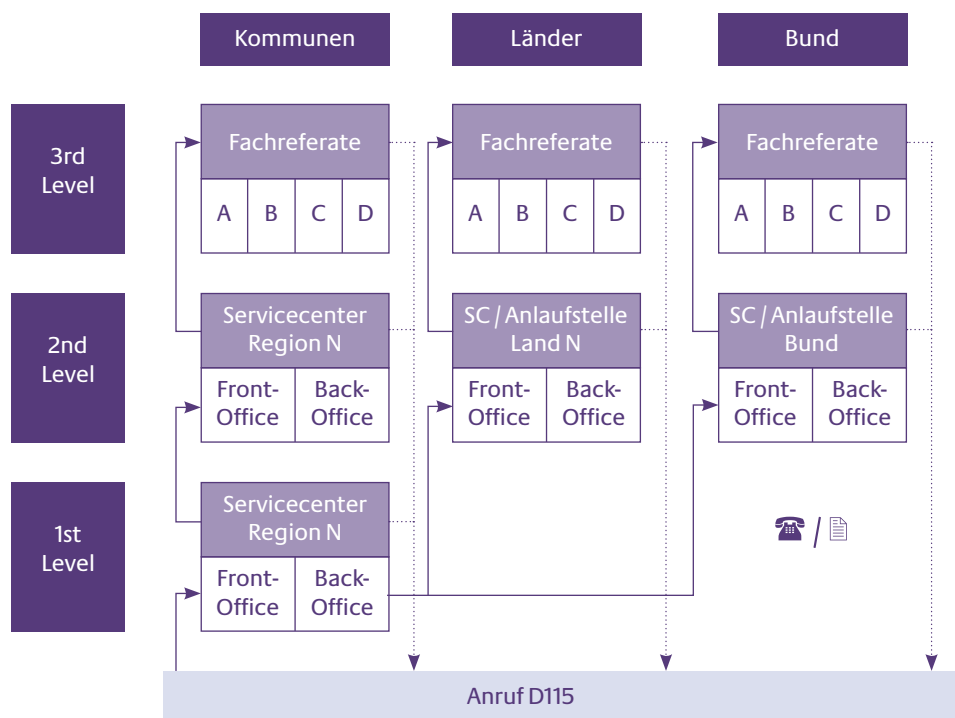 Kommunen
Länder
Bund
3rd
Level
Fachreferate
A B C D
Fachreferate
A B C D
Fachreferate
A B C D
2nd
Level
Servicecenter
Region N
Front-
Office
Back-
Office
SC / Anlaufstelle
Land N
Front-
Office
Back-
Office
SC / Anlaufstelle
Bund
Front-
Office
Back-
Office
1st
Level
Servicecenter
Region N
Front-
Office
Back-
Office
/
Anruf D115